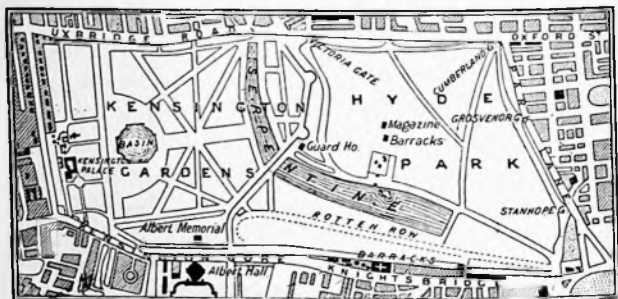 UXBRIDGE ROAD
OXFORD ST
VICTORIA GATE
CUMBERLAND G.
KENSINGTON
HYDE
GROSVENOR G.
SERPENTINE
Magazine
Barracks
BASIN
Guard Ho.
PARK
KENSINGTON
PALACE
GARDENS
STANHOPE G.
ROTTEN ROW
Albert Memorial
GORE
BARRACKS
Albert Hall
KNIGHTSBRIDGE